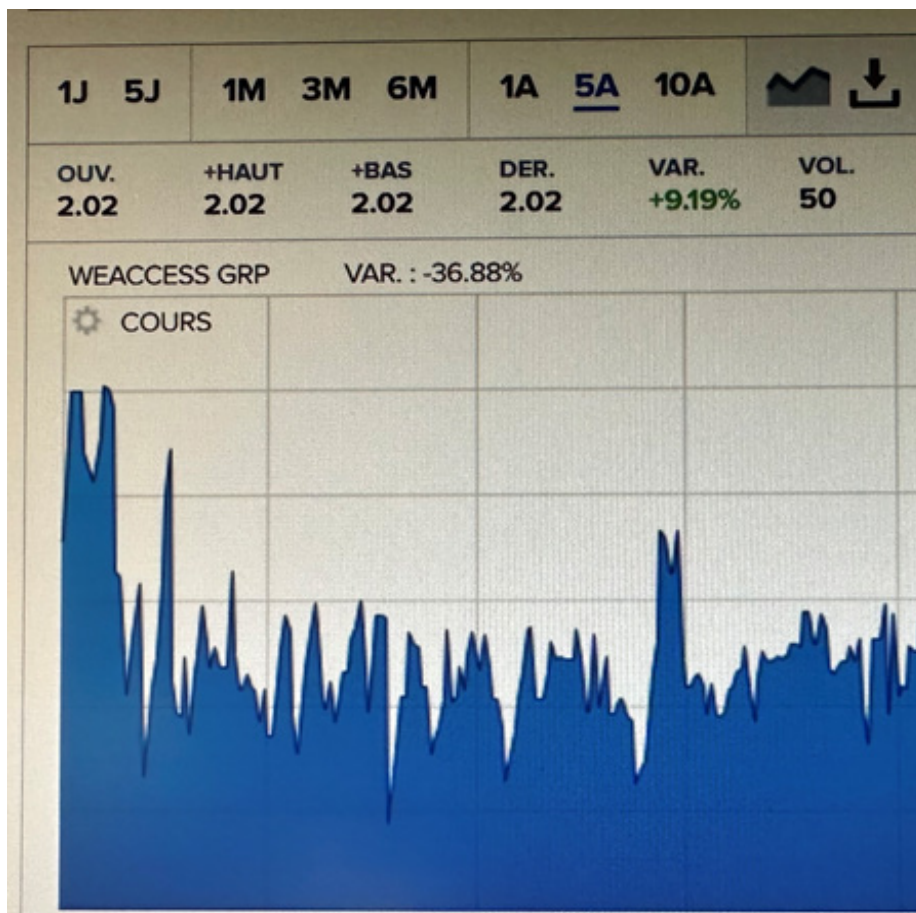 1J 5J 1M 3M 6M 1A 5A 10A
OUV. +HAUT +BAS DER. VAR. VOL.
2.02 2.02 2.02 2.02 +9.19% 50
WEACCESS GRP VAR. : -36.88%
COURS